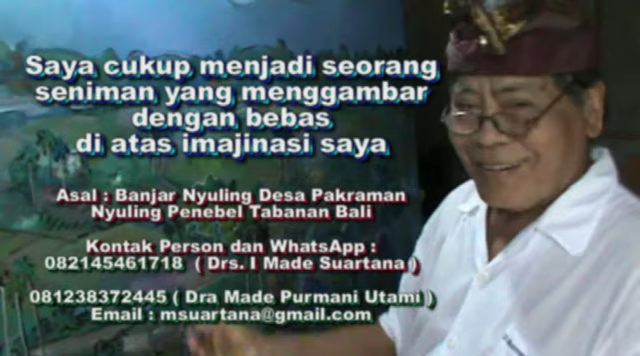 Saya cukup menjadi seorang
seniman yang menggambar
dengan bebas
di atas imajinasi saya
Asal : Banjar Nyuling Desa Pakraman
Nyuling Penebel Tabanan Bali
Kontak Person dan WhatsApp :
082145461718 ( Drs. I Made Suartana )
081238372445 ( Dra Made Purmani Utami )
Email : msuartana@gmail.com